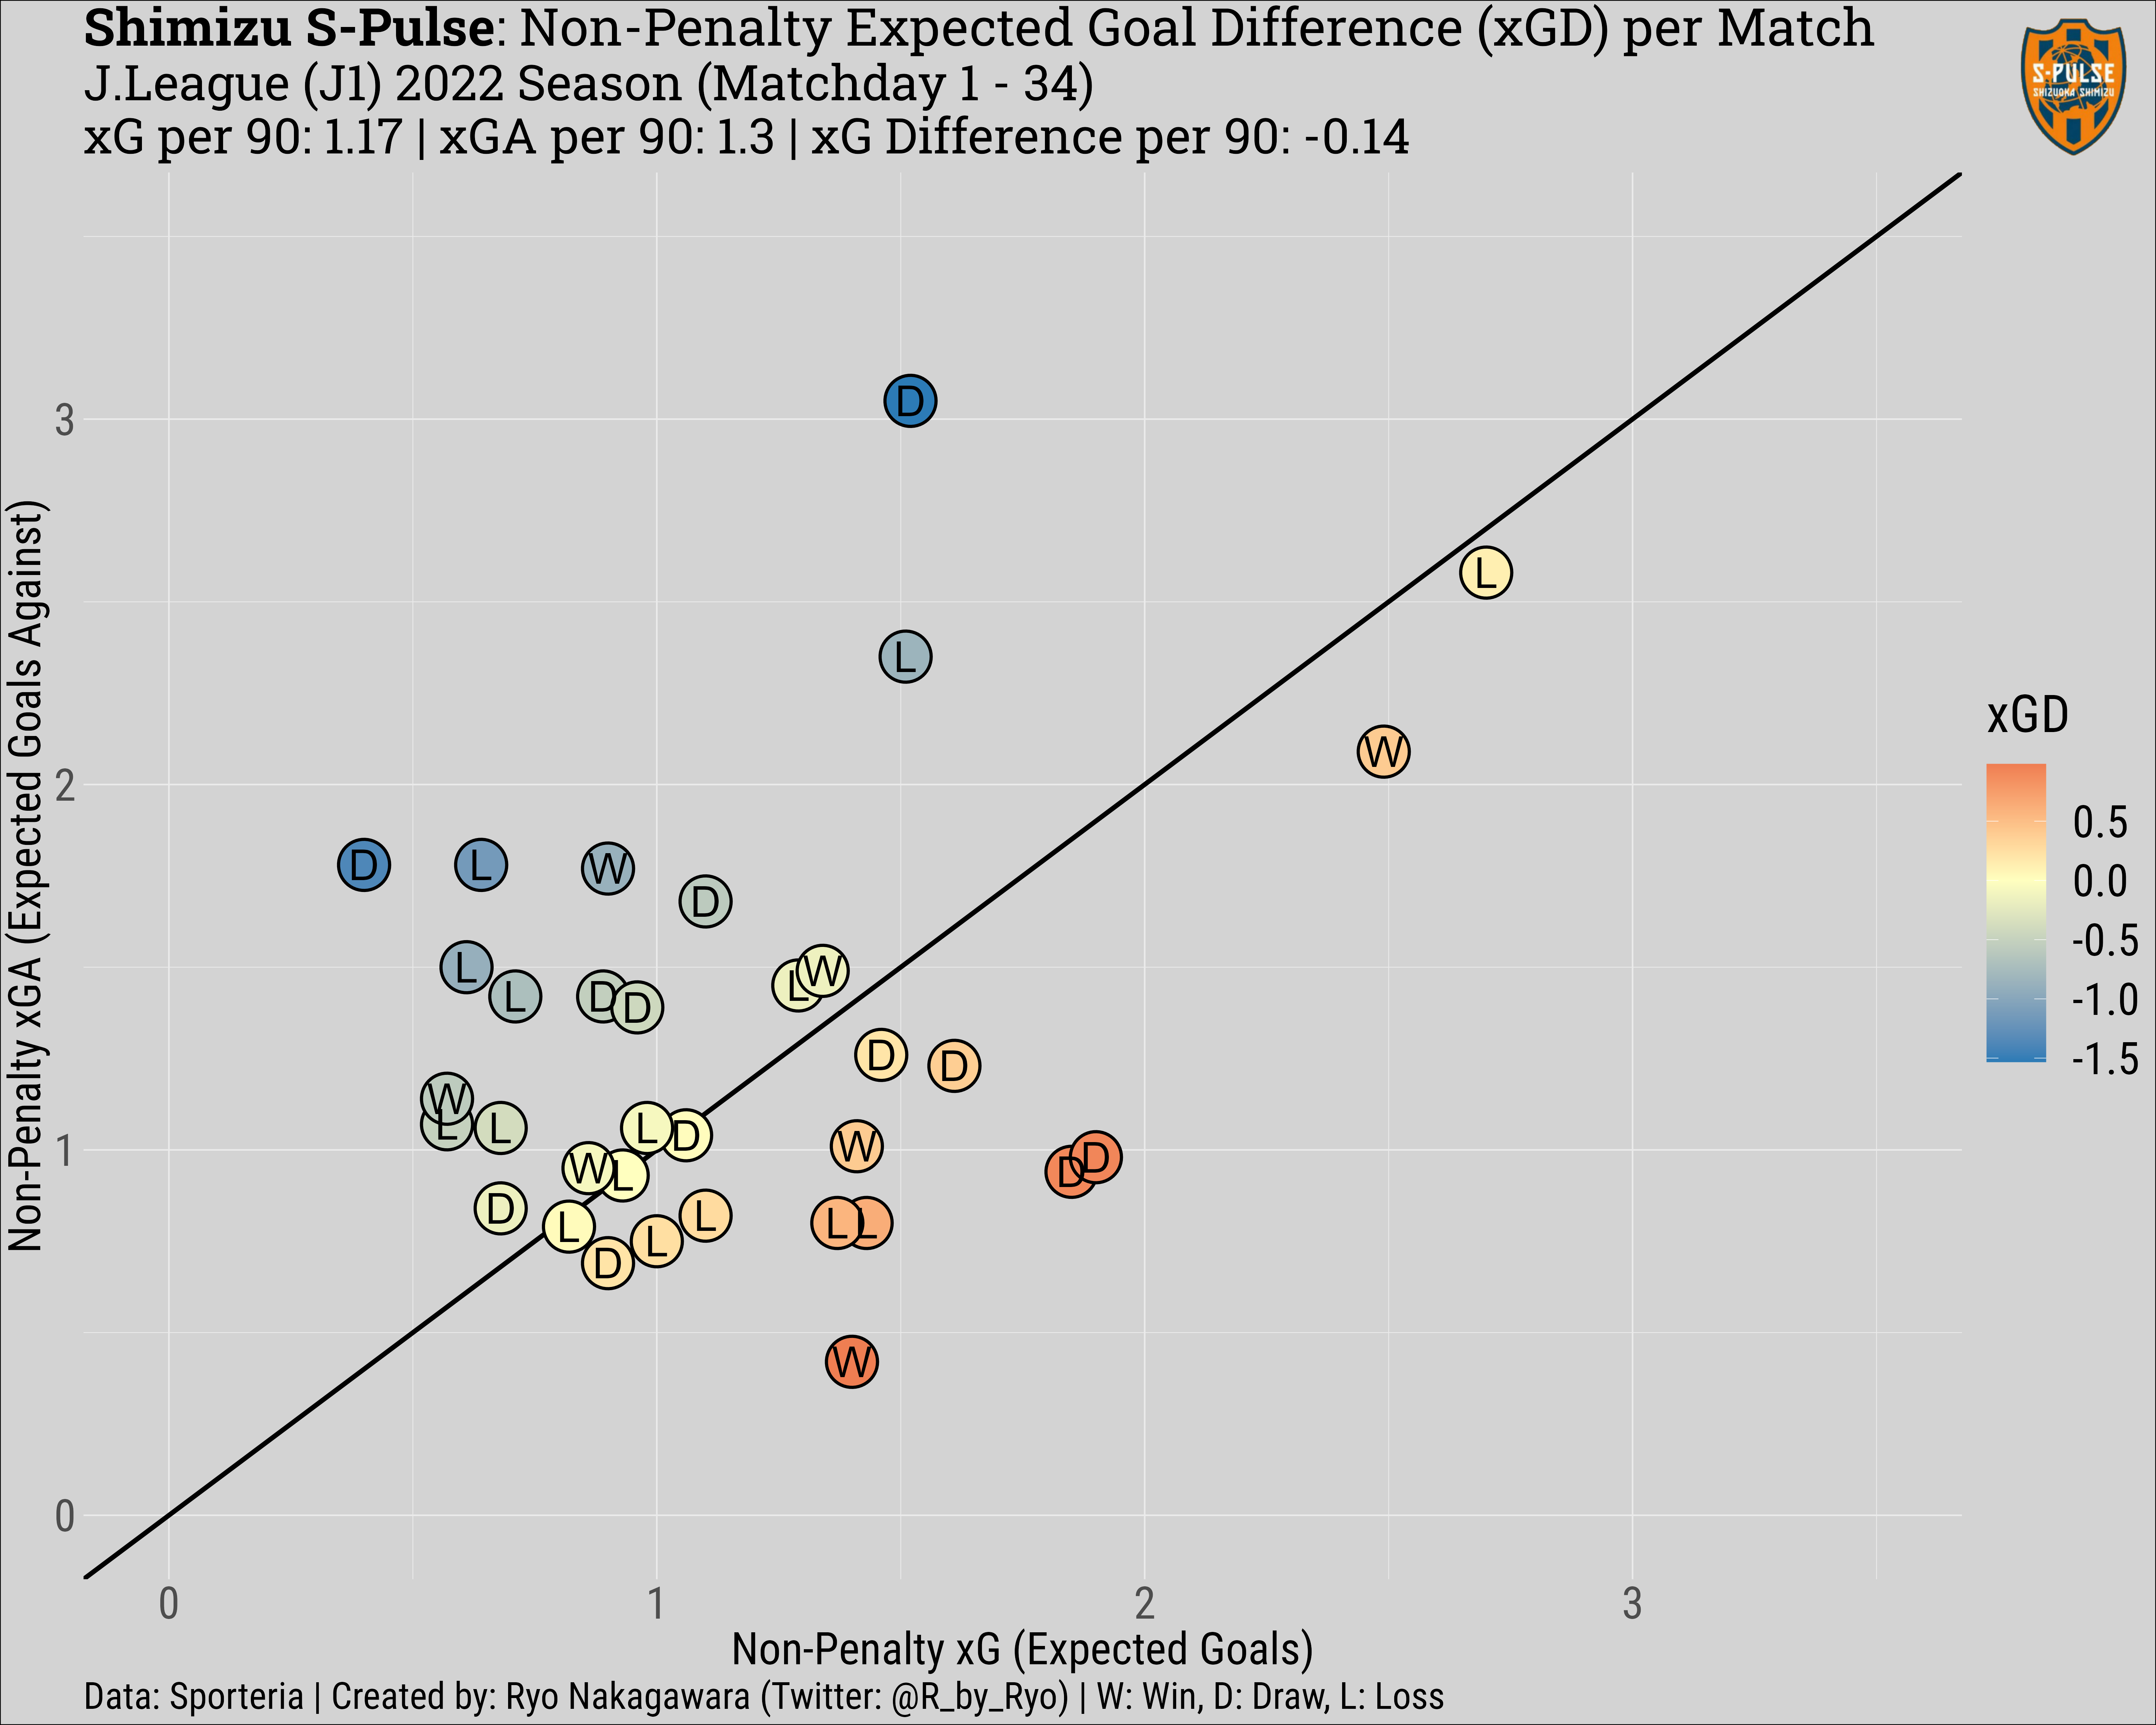 Shimizu S-Pulse: Non-Penalty Expected Goal Difference (xGD) per Match
J.League (J1) 2022 Season (Matchday 1 - 34)
xG per 90: 1.17 | xGA per 90: 1.3 | xG Difference per 90: -0.14
S-PULSE
SHIZUOKA SHIMIZU
Non-Penalty xGA (Expected Goals Against)
3
2
1
0
D
L
L
W
D
L
W
D
L
W
L
L
D
D
D
D
W
L
L
L
D
W
D
D
W
L
D
L
L
L
L
D
L
W
xGD
0.5
0.0
-0.5
-1.0
-1.5
0
1
2
3
Non-Penalty xG (Expected Goals)
Data: Sporteria | Created by: Ryo Nakagawara (Twitter: @R_by_Ryo) | W: Win, D: Draw, L: Loss